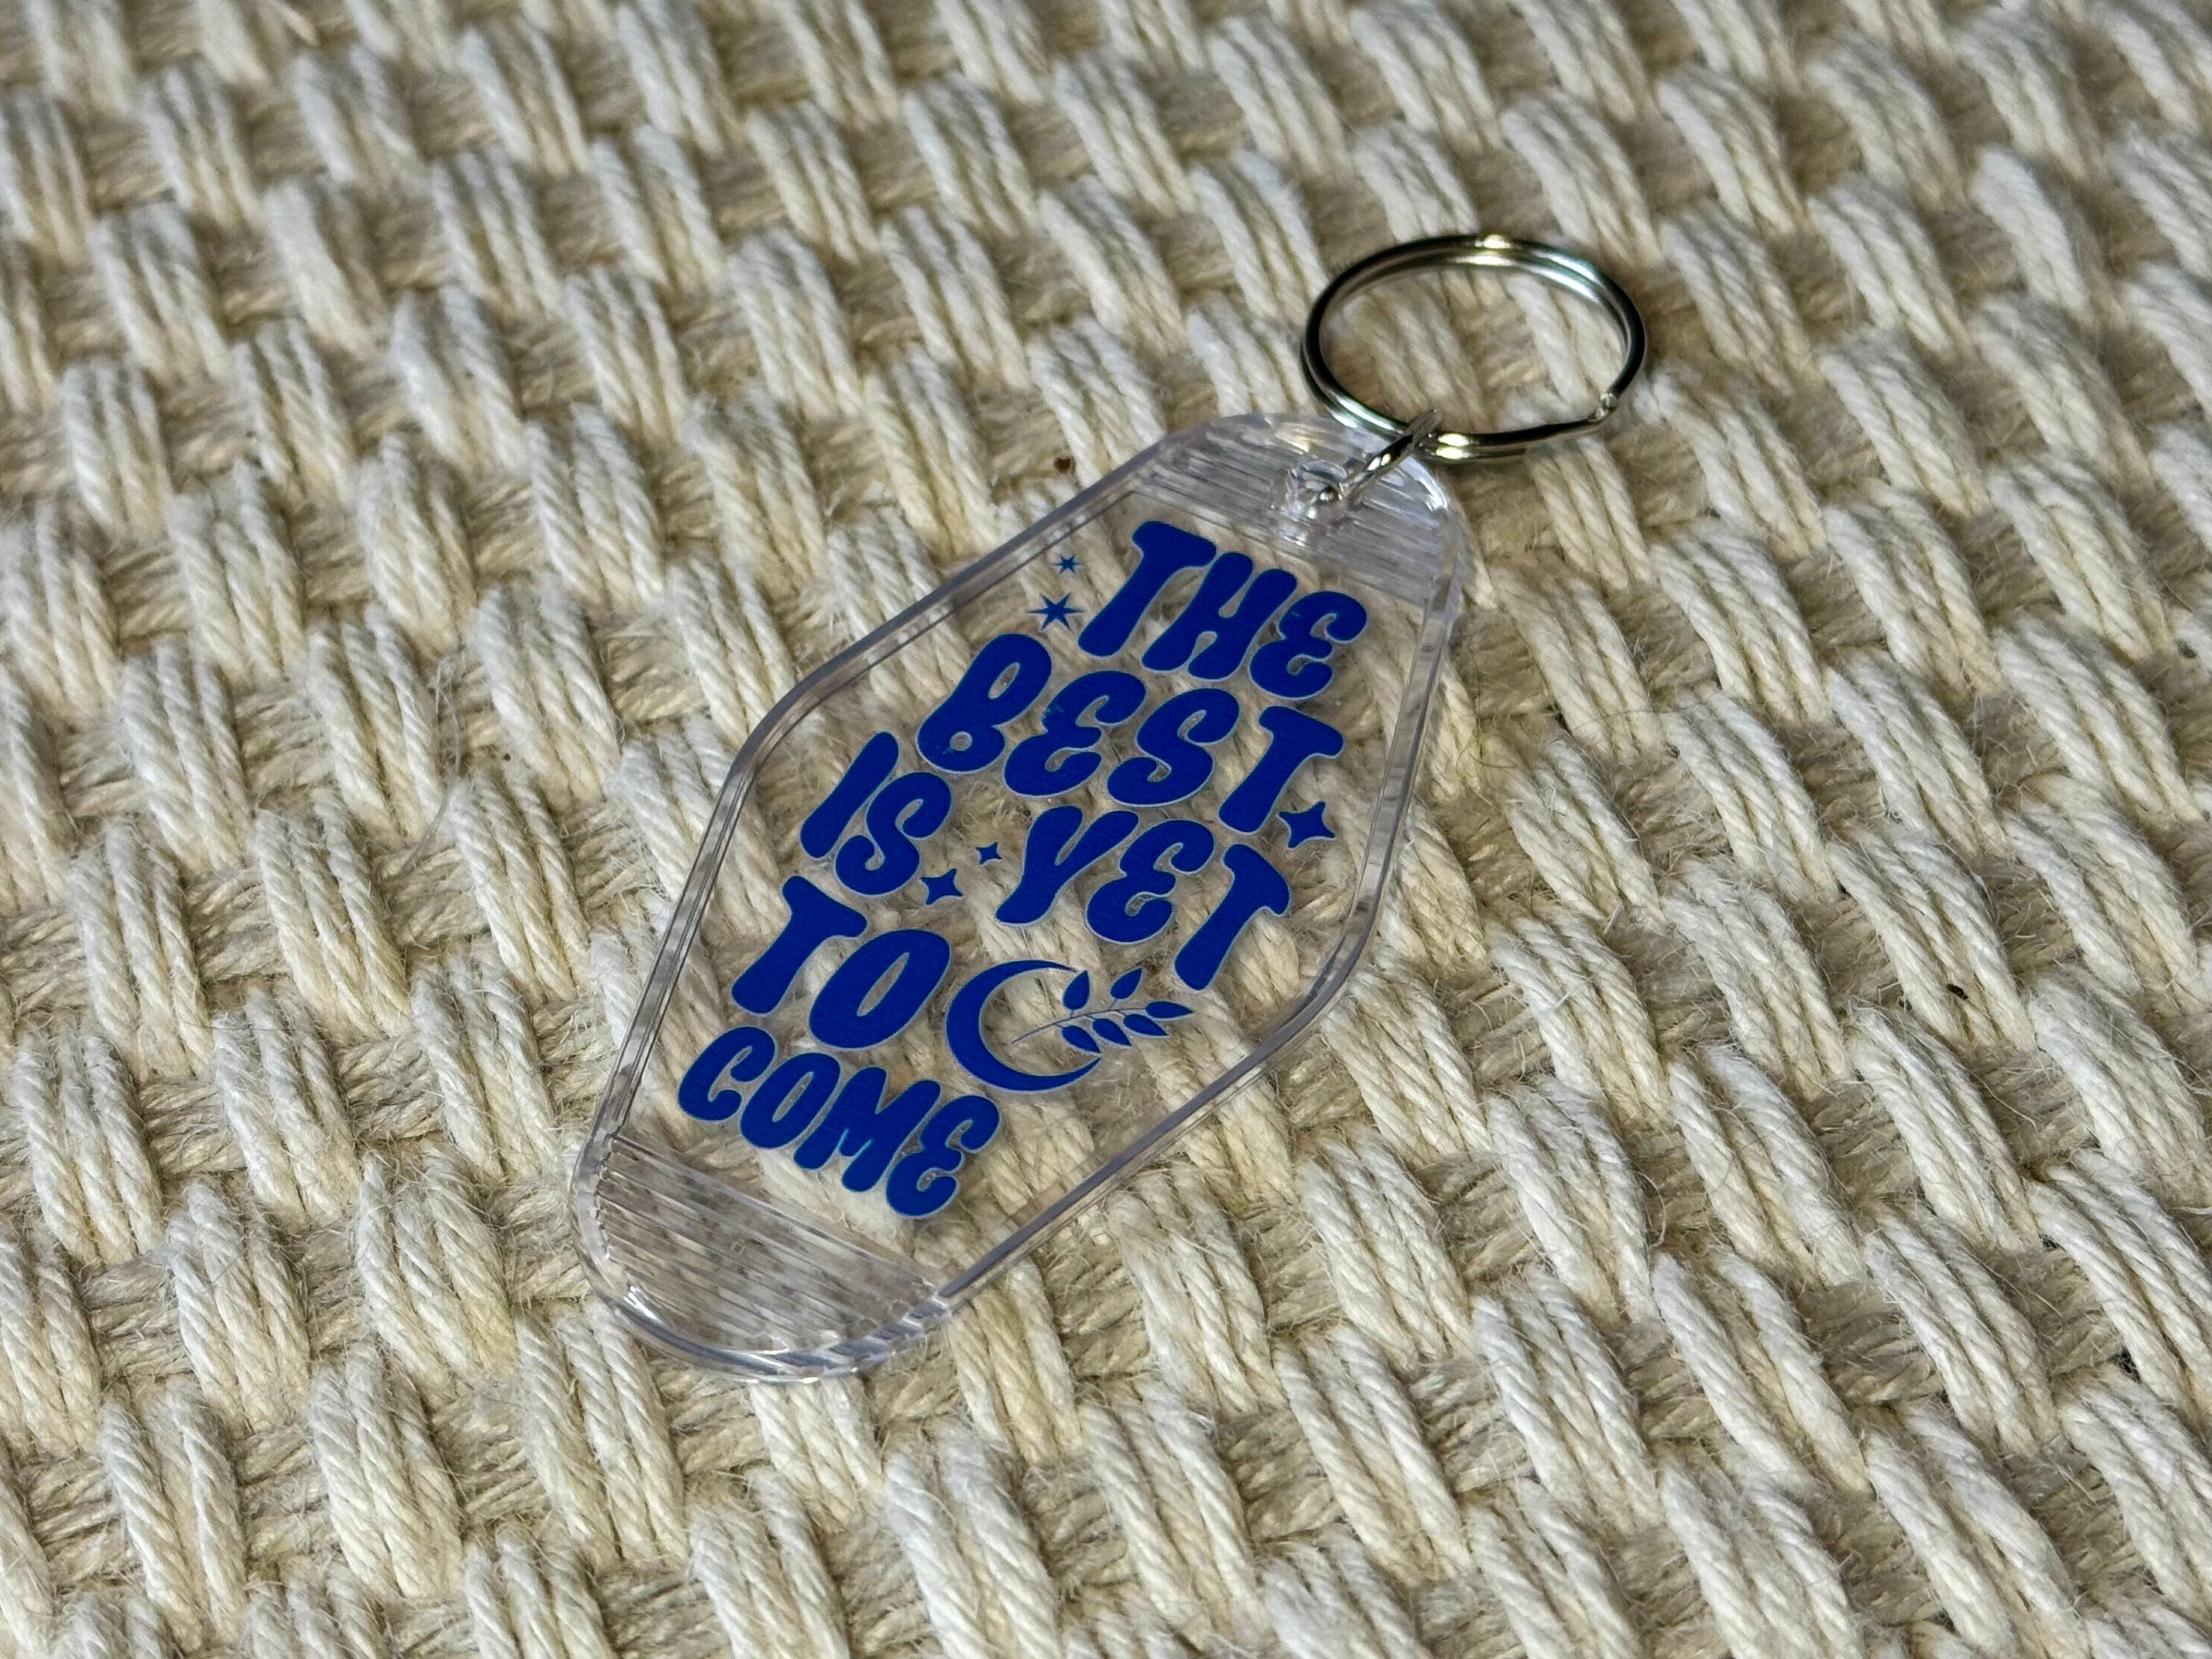 THE
BEST
IS YET
TO
COME